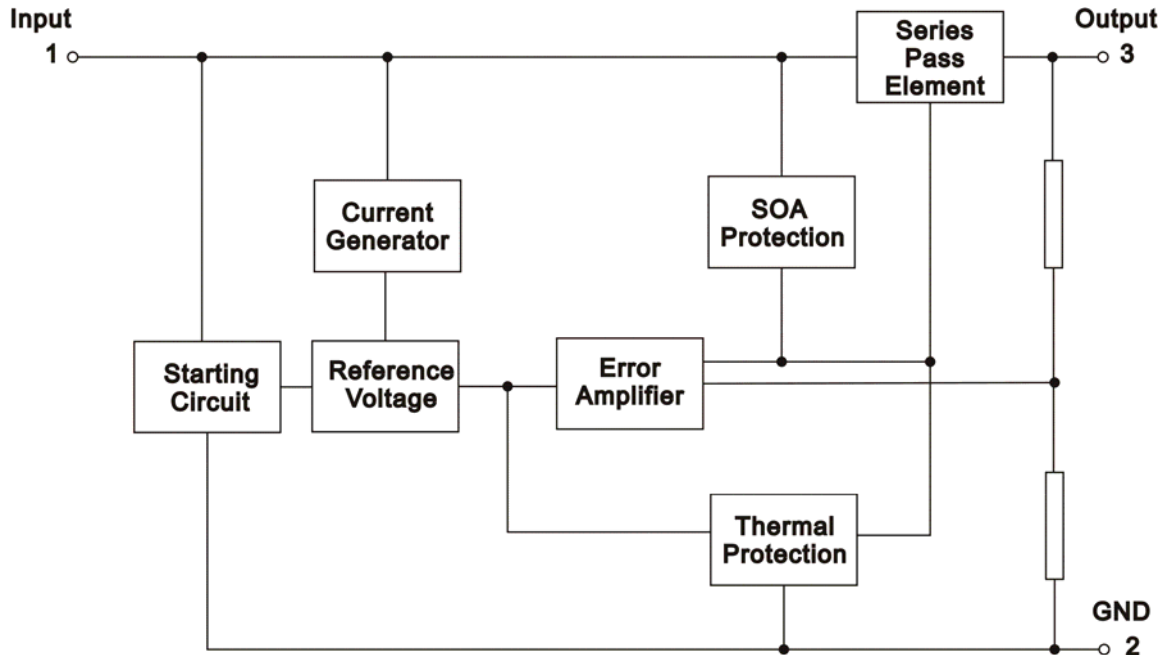 Input
1
Series
Pass
Element
Output
3
Current
Generator
SOA
Protection
Starting
Circuit
Reference
Voltage
Error
Amplifier
Thermal
Protection
GND
2